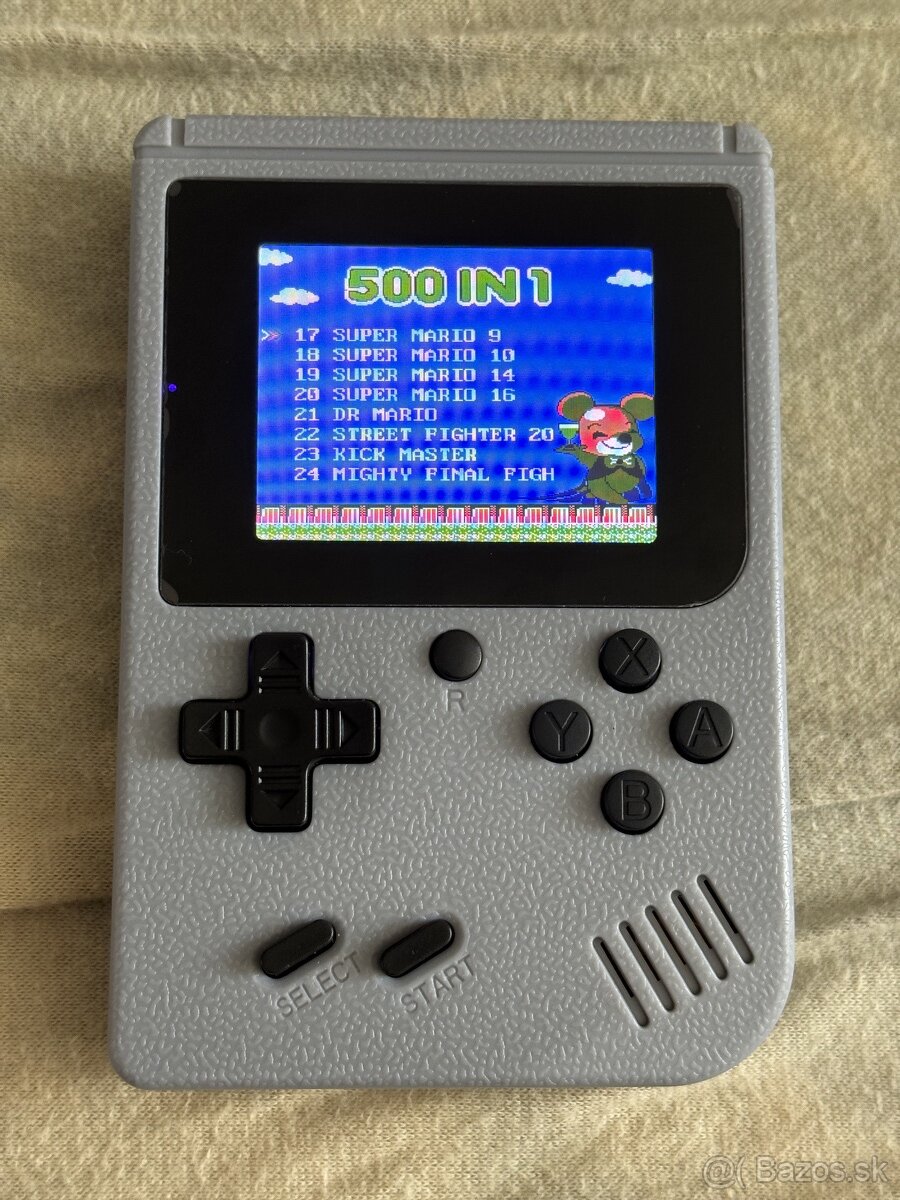 500 IN 1
17 SUPER MARIO 9
18 SUPER MARIO 10
19 SUPER MARIO 14
20 SUPER MARIO 16
21 DR MARIO
22 STREET FIGHTER 20
23 KICK MASTER
24 MIGHTY FINAL FIGH
R
X
Y
A
B
SELECT
START
@( Bazos.sk